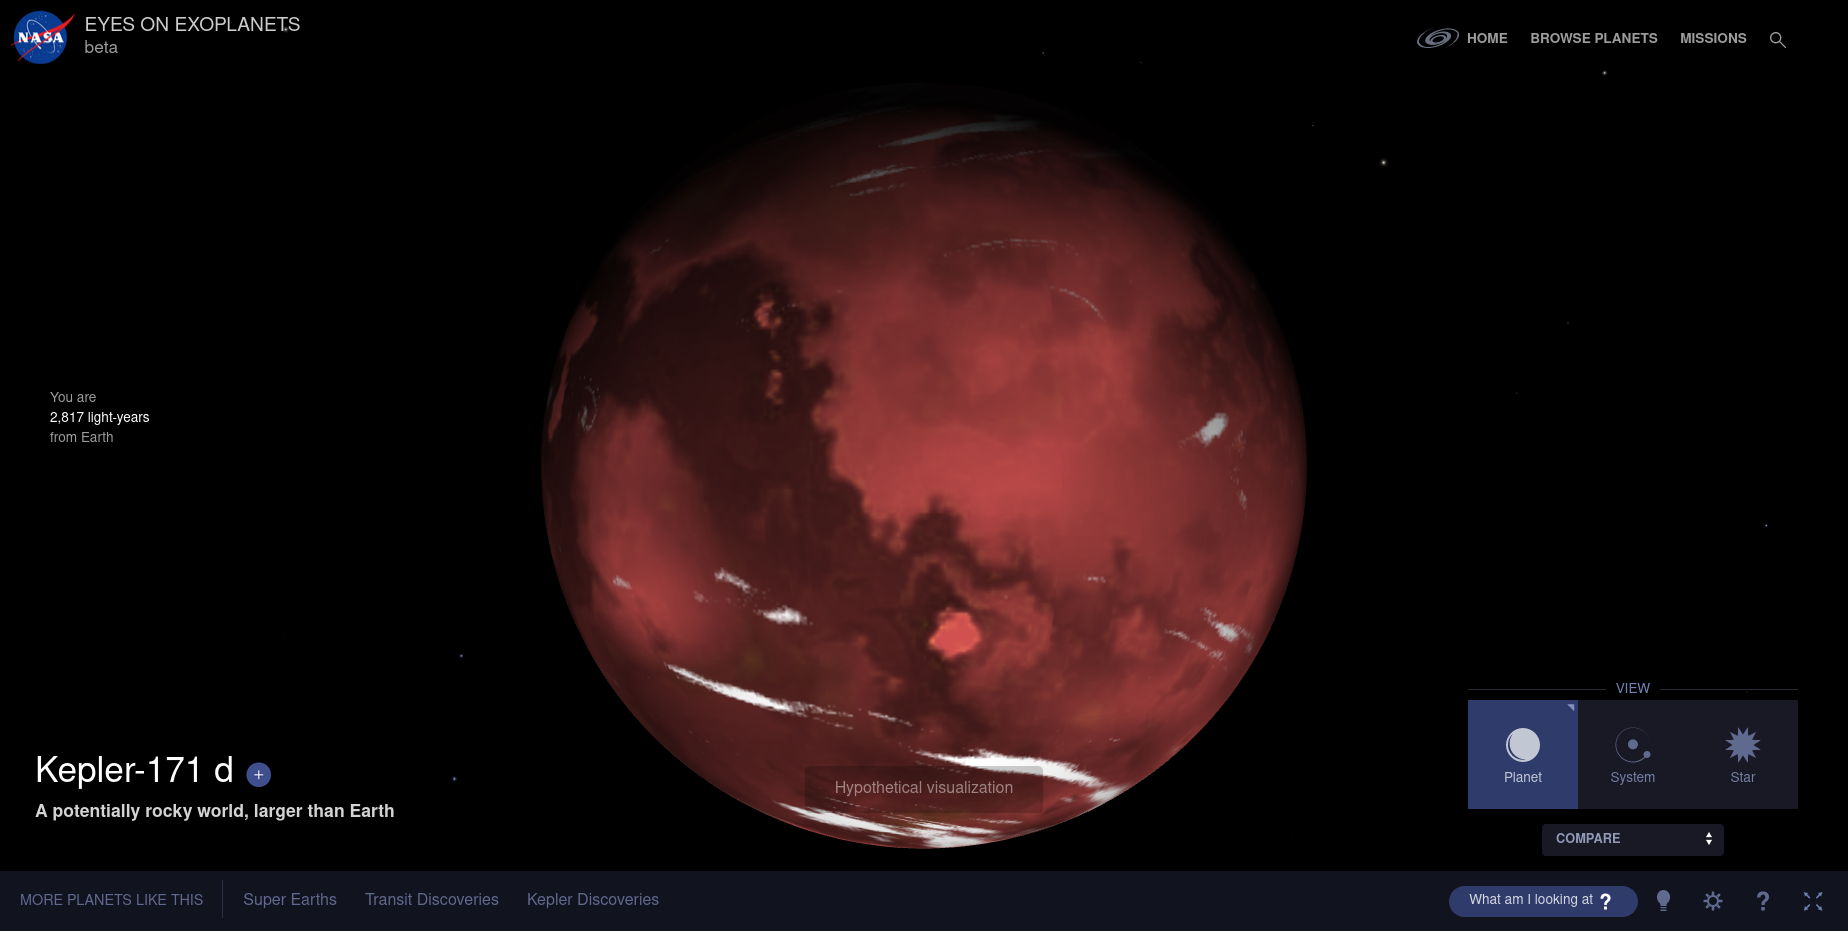 NASA
EYES ON EXOPLANETS
beta
HOME
BROWSE PLANETS
MISSIONS
You are
2,817 light-years
from Earth
Kepler-171 d +
A potentially rocky world, larger than Earth
Hypothetical visualization
VIEW
Planet
System
Star
COMPARE
MORE PLANETS LIKE THIS
Super Earths
Transit Discoveries
Kepler Discoveries
What am I looking at ?
?